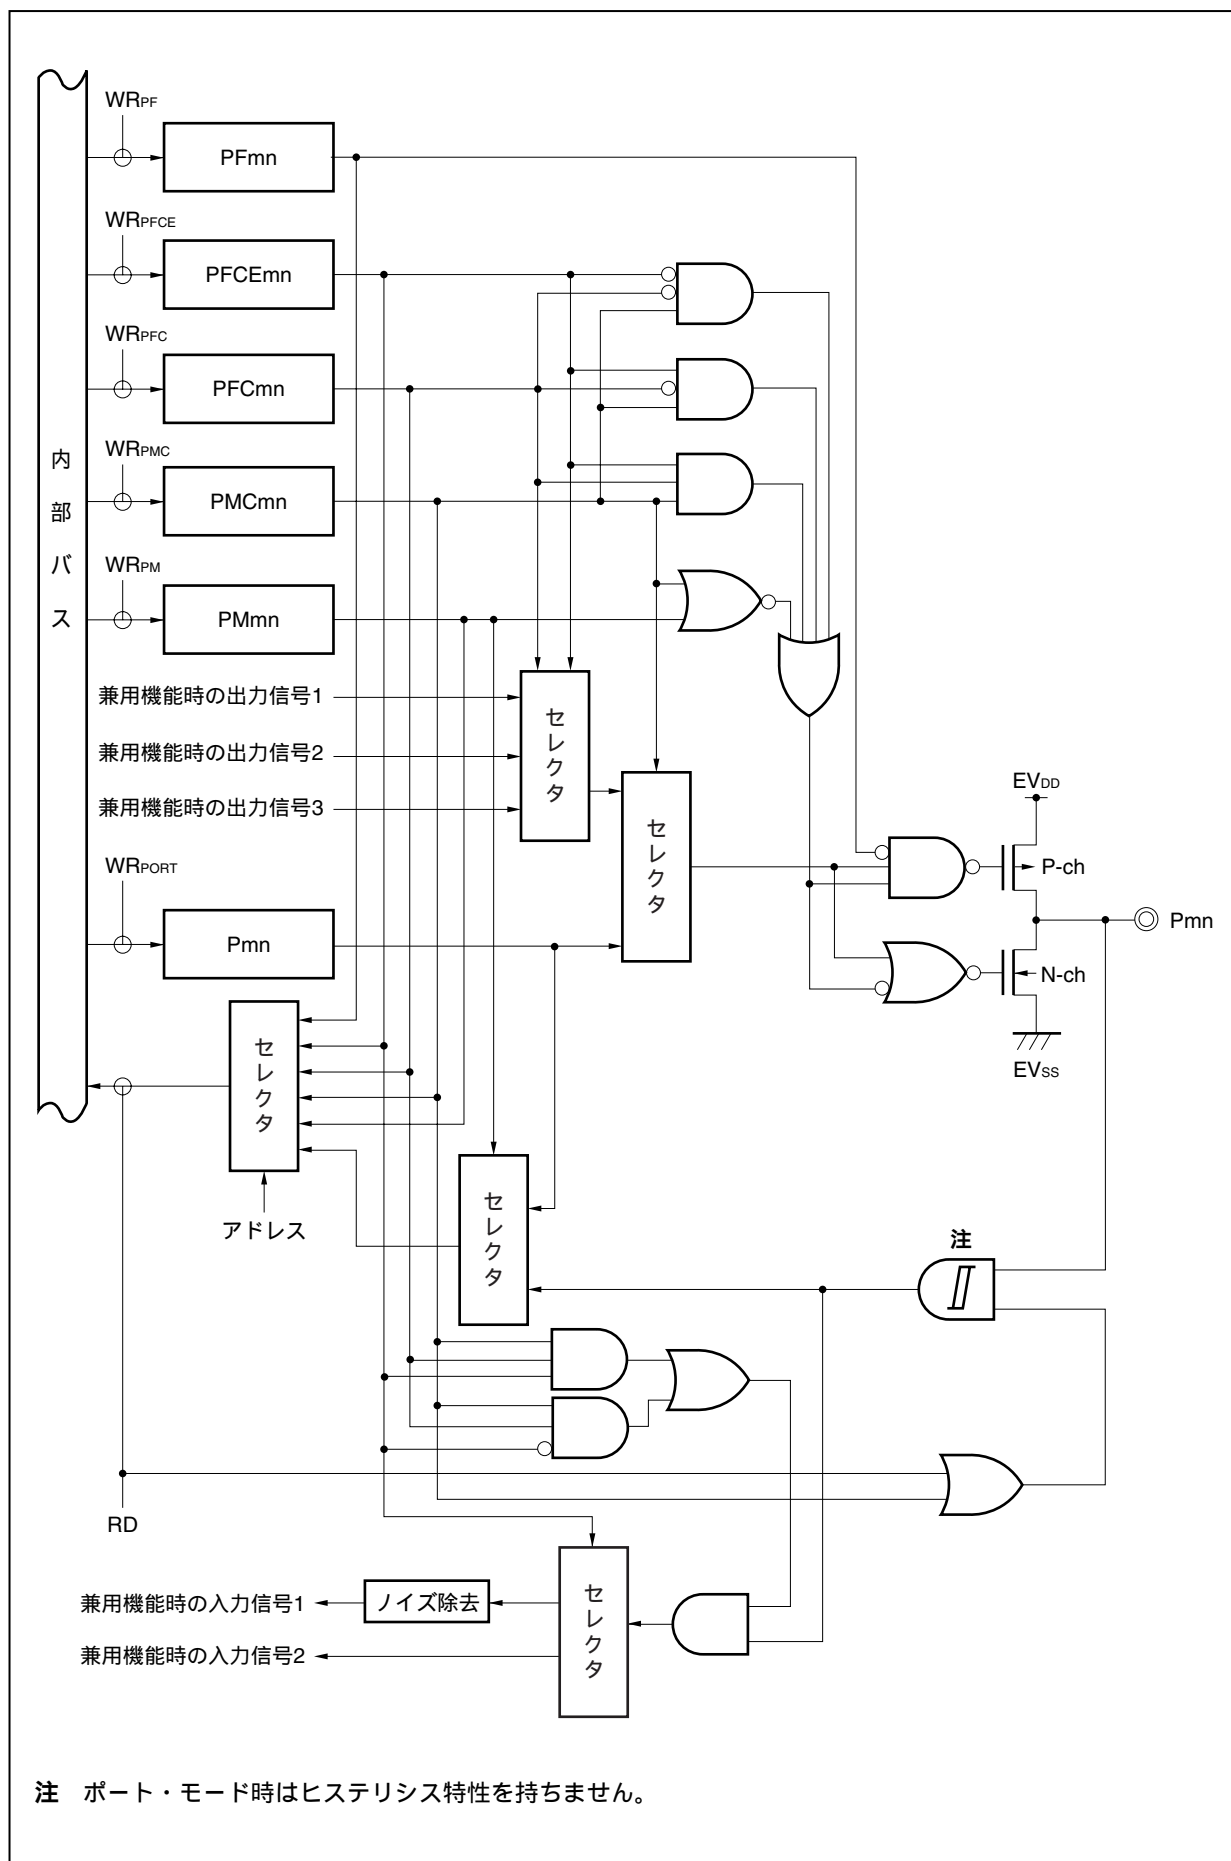 WRPF
PFmn
WRPFCE
PFCEmn
WRPFC
PFCmn
内部バス
WRPMC
PMCmn
WRPM
PMmn
兼用機能時の出力信号1
兼用機能時の出力信号2
兼用機能時の出力信号3
セレクタ
セレクタ
EVDD
P-ch
Pmn
N-ch
EVSS
WRPORT
Pmn
セレクタ
アドレス
セレクタ
注
RD
兼用機能時の入力信号1
ノイズ除去
兼用機能時の入力信号2
セレクタ
注 ポート・モード時はヒステリシス特性を持ちません。